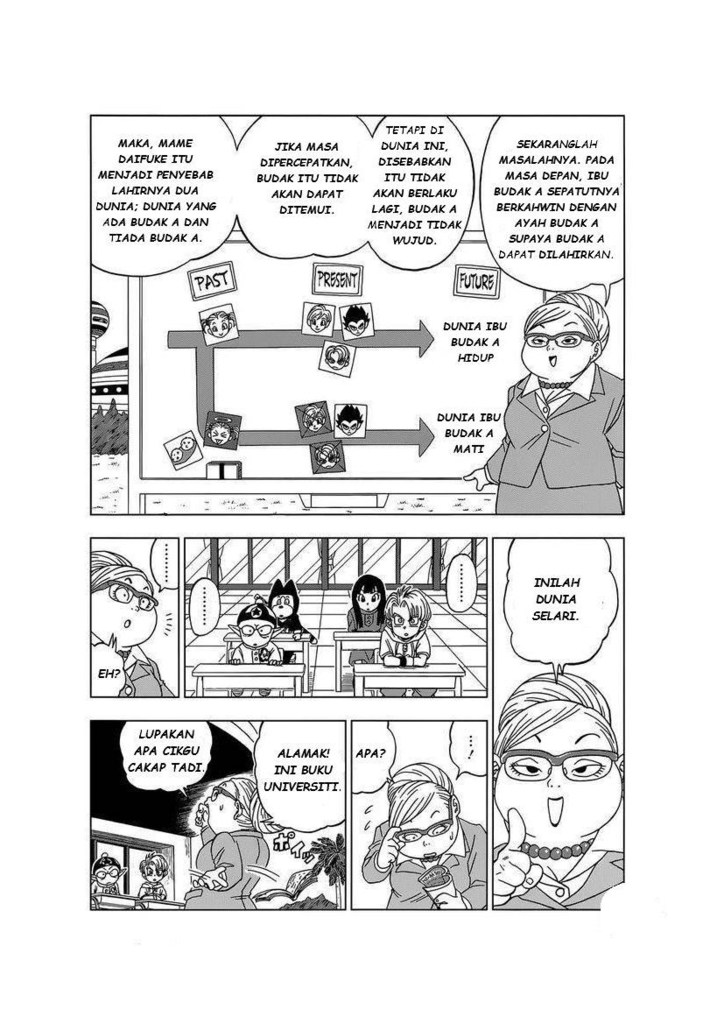 SEKARANGLAH
MASALAHNYA. PADA
MASA DEPAN, IBU
BUDAK A SEPATUTNYA
BERKAHWIN DENGAN
AYAH BUDAK A
SUPAYA BUDAK A
DAPAT DILAHIRKAN.
TETAPI DI
DUNIA INI,
DISEBABKAN
ITU TIDAK
AKAN BERLAKU
LAGI, BUDAK A
MENJADI TIDAK
WUJUD.
JIKA MASA
DIPERCEPATKAN,
BUDAK ITU TIDAK
AKAN DAPAT
DITEMUI.
MAKA, MAME
DAIFUKE ITU
MENJADI PENYEBAB
LAHIRNYA DUA
DUNIA; DUNIA YANG
ADA BUDAK A DAN
TIADA BUDAK A.
PAST
PRESENT
FUTURE
DUNIA IBU
BUDAK A
HIDUP
DUNIA IBU
BUDAK A
MATI
INILAH
DUNIA
SELARI.
........
........
......
EH?
...!
APA?
ALAMAK!
INI BUKU
UNIVERSITI.
ポイッ
LUPAKAN
APA CIKGU
CAKAP TADI.